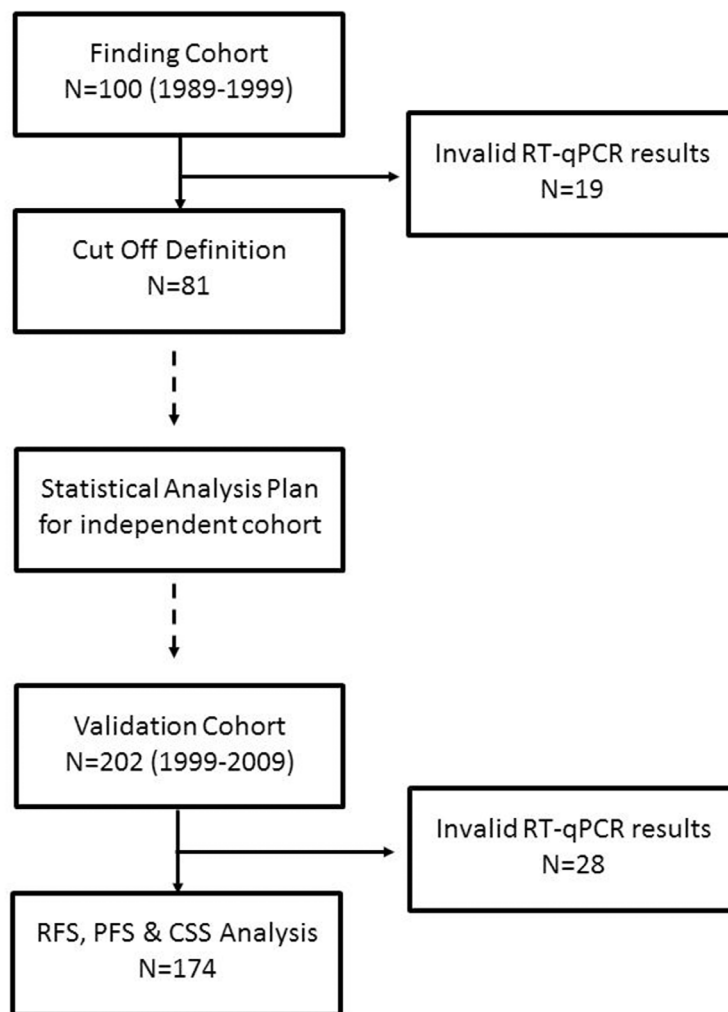 Finding Cohort
N=100 (1989-1999)
Invalid RT-qPCR results
N=19
Cut Off Definition
N=81
Statistical Analysis Plan
for independent cohort
Validation Cohort
N=202 (1999-2009)
Invalid RT-qPCR results
N=28
RFS, PFS & CSS Analysis
N=174